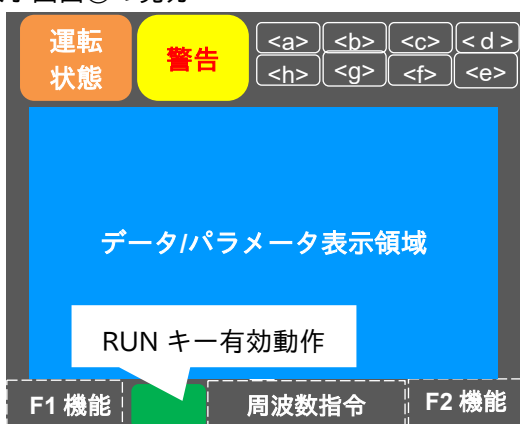 運転
状態
警告
<a>
<b>
<c>
< d >
<h>
<g>
<f>
<e>
データ/パラメータ表示領域
RUN キー有効動作
F1 機能
周波数指令
F2 機能